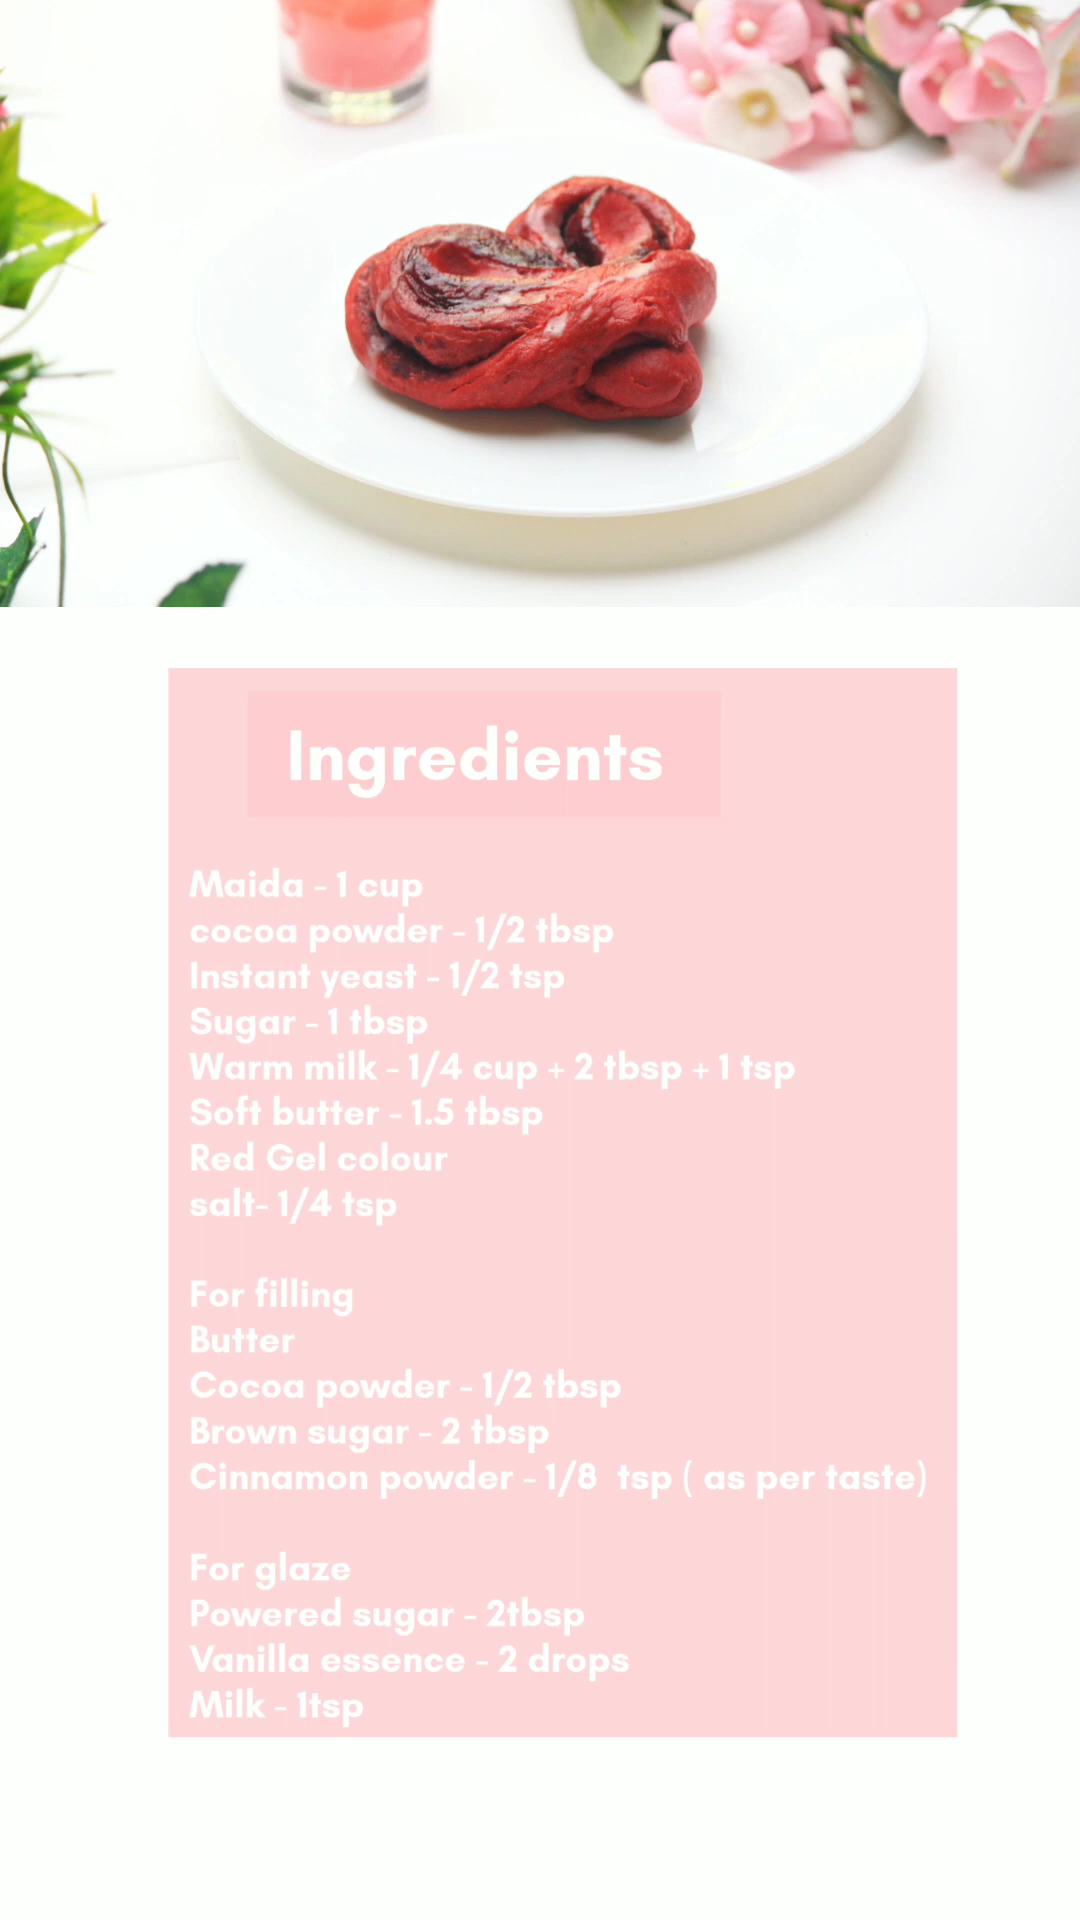 Ingredients
Maida - 1 cup
cocoa powder - 1/2 tbsp
Instant yeast - 1/2 tsp
Sugar - 1 tbsp
Warm milk - 1/4 cup + 2 tbsp + 1 tsp
Soft butter - 1.5 tbsp
Red Gel colour
salt- 1/4 tsp
For filling
Butter
Cocoa powder - 1/2 tbsp
Brown sugar - 2 tbsp
Cinnamon powder - 1/8  tsp ( as per taste)
For glaze
Powered sugar - 2tbsp
Vanilla essence - 2 drops
Milk - 1tsp